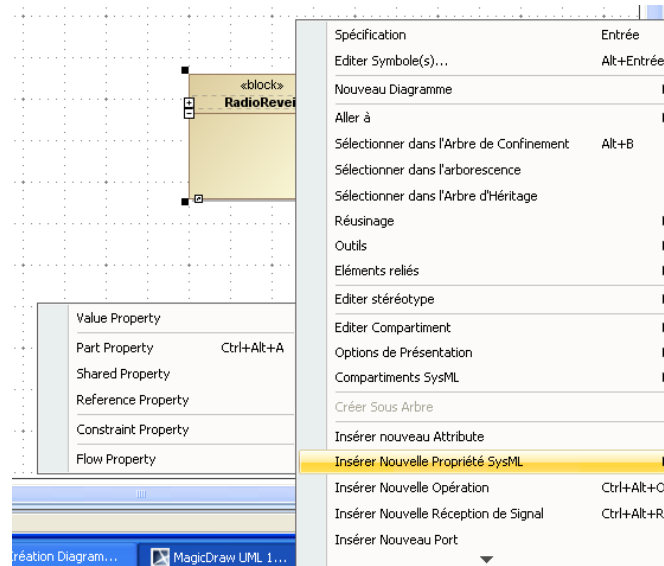 «block»
RadioRevei
Spécification Entrée
Editer Symbole(s)... Alt+Entrée
Nouveau Diagramme
Aller à
Sélectionner dans l'Arbre de Confinement Alt+B
Sélectionner dans l'arborescence
Sélectionner dans l'Arbre d'Héritage
Réusinage
Outils
Eléments reliés
Editer stéréotype
Editer Compartiment
Options de Présentation
Compartiments SysML
Créer Sous Arbre
Insérer nouveau Attribute
Insérer Nouvelle Propriété SysML
Insérer Nouvelle Opération Ctrl+Alt+O
Insérer Nouvelle Réception de Signal Ctrl+Alt+R
Insérer Nouveau Port
Value Property
Part Property Ctrl+Alt+A
Shared Property
Reference Property
Constraint Property
Flow Property
réation Diagram... MagicDraw UML 1...